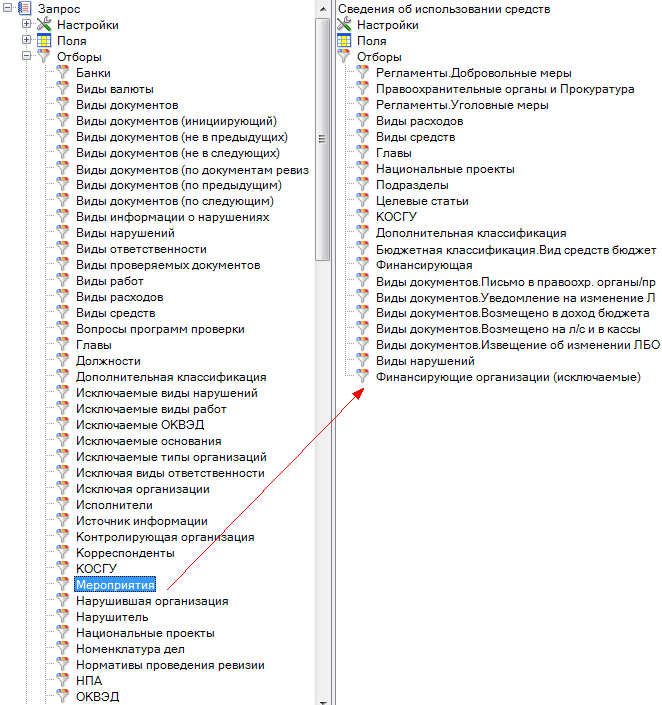 Запрос
Настройки
Поля
Отборы
Банки
Виды валюты
Виды документов
Виды документов (инициирующий)
Виды документов (не в предыдущих)
Виды документов (не в следующих)
Виды документов (по документам ревиз
Виды документов (по предыдущим)
Виды документов (по следующим)
Виды информации о нарушениях
Виды нарушений
Виды ответственности
Виды проверяемых документов
Виды работ
Виды расходов
Виды средств
Вопросы программ проверки
Главы
Должности
Дополнительная классификация
Исключаемые виды нарушений
Исключаемые виды работ
Исключаемые ОКВЭД
Исключаемые основания
Исключаемые типы организаций
Исключая виды ответственности
Исключая организации
Исполнители
Источник информации
Контролирующая организация
Корреспонденты
КОСГУ
Мероприятия
Нарушившая организация
Нарушитель
Национальные проекты
Номенклатура дел
Нормативы проведения ревизии
НПА
ОКВЭД
Сведения об использовании средств
Настройки
Поля
Отборы
Регламенты.Добровольные меры
Правоохранительные органы и Прокуратура
Регламенты.Уголовные меры
Виды расходов
Виды средств
Главы
Национальные проекты
Подразделы
Целевые статьи
КОСГУ
Дополнительная классификация
Бюджетная классификация.Вид средств бюджет
Финансирующая
Виды документов.Письмо в правоохр. органы/пр
Виды документов.Уведомление на изменение Л
Виды документов.Возмещено в доход бюджета
Виды документов.Возмещено на л/с и в кассы
Виды документов.Извещение об изменении ЛБО
Виды нарушений
Финансирующие организации (исключаемые)